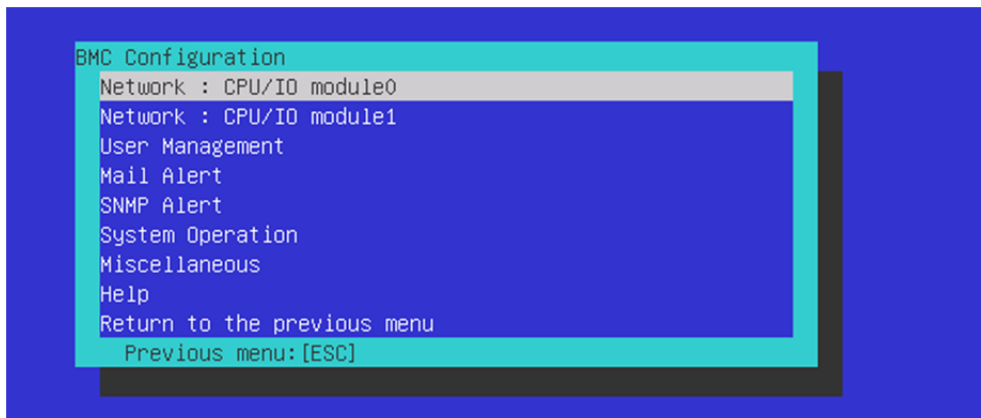 BMC Configuration
Network : CPU/IO module0
Network : CPU/IO module1
User Management
Mail Alert
SNMP Alert
System Operation
Miscellaneous
Help
Return to the previous menu
Previous menu:[ESC]